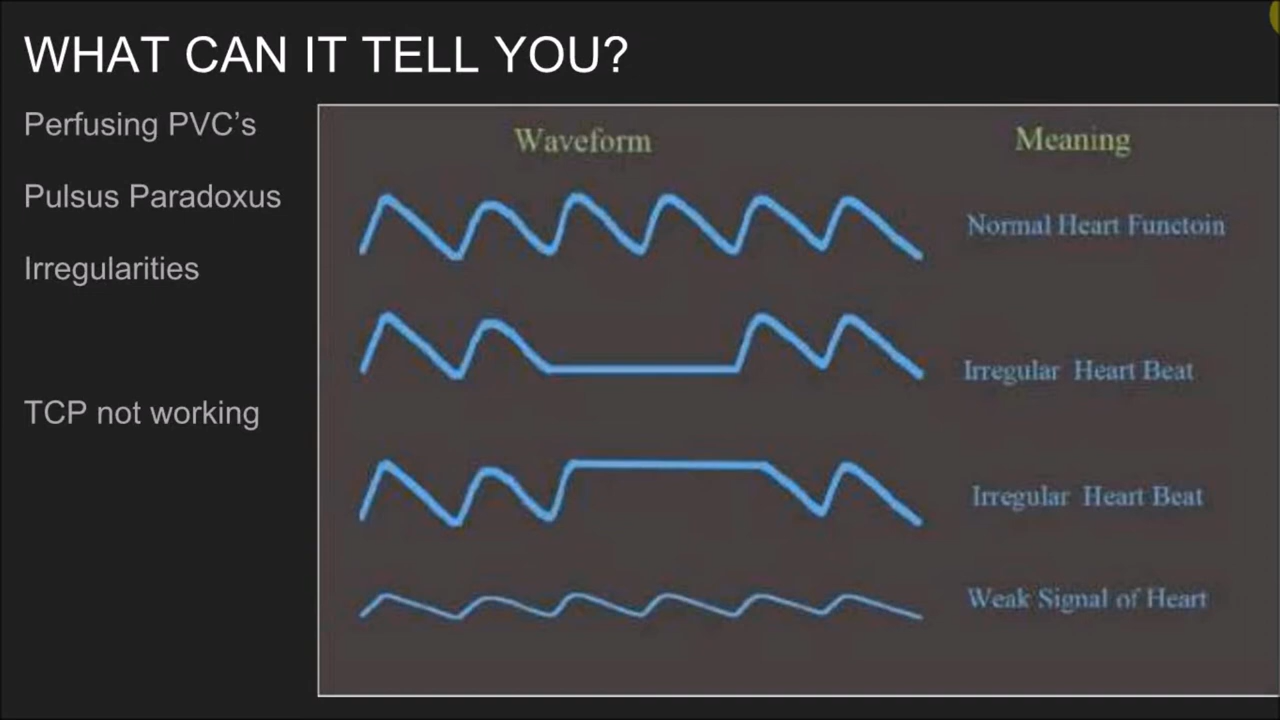 WHAT CAN IT TELL YOU?
Perfusing PVC's
Pulsus Paradoxus
Irregularities
TCP not working
Waveform
Meaning
Normal Heart Functoin
Irregular Heart Beat
Irregular Heart Beat
Weak Signal of Heart